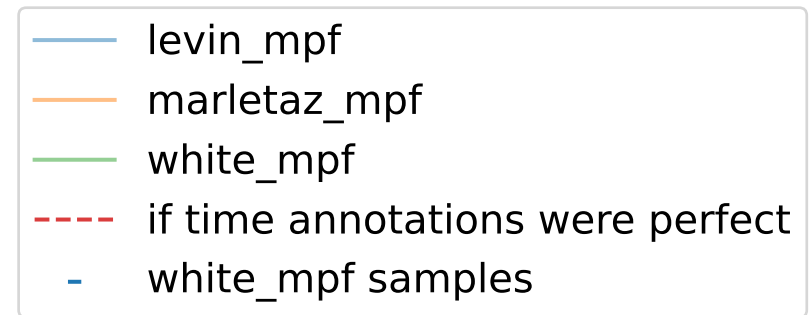 levin_mpf
marletaz_mpf
white_mpf
if time annotations were perfect
white_mpf samples